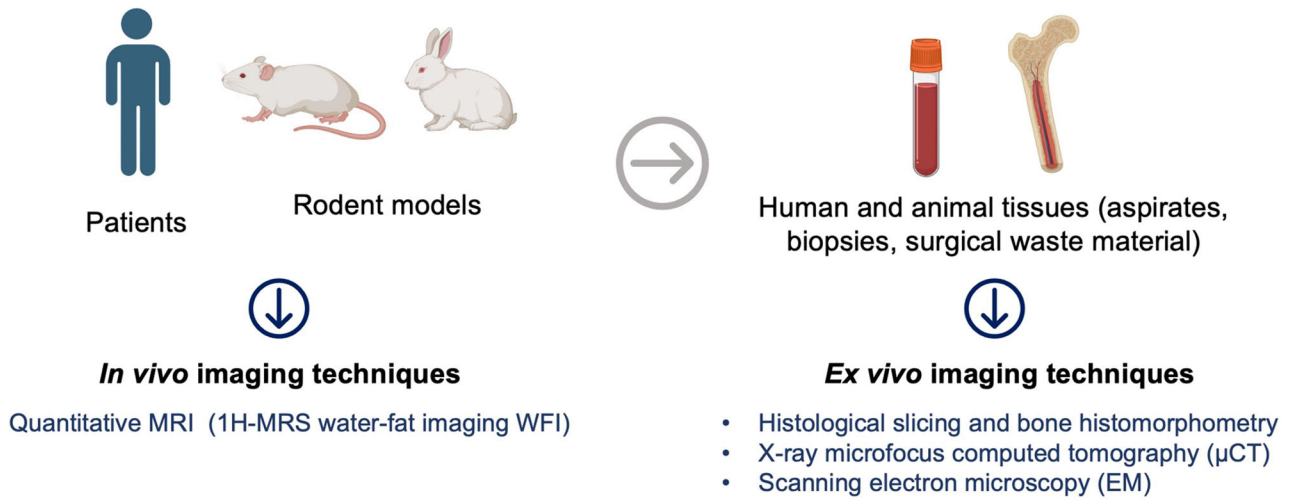 Patients
Rodent models
Human and animal tissues (aspirates,
biopsies, surgical waste material)
In vivo imaging techniques
Quantitative MRI (1H-MRS water-fat imaging WFI)
Ex vivo imaging techniques
• Histological slicing and bone histomorphometry
• X-ray microfocus computed tomography (µCT)
• Scanning electron microscopy (EM)